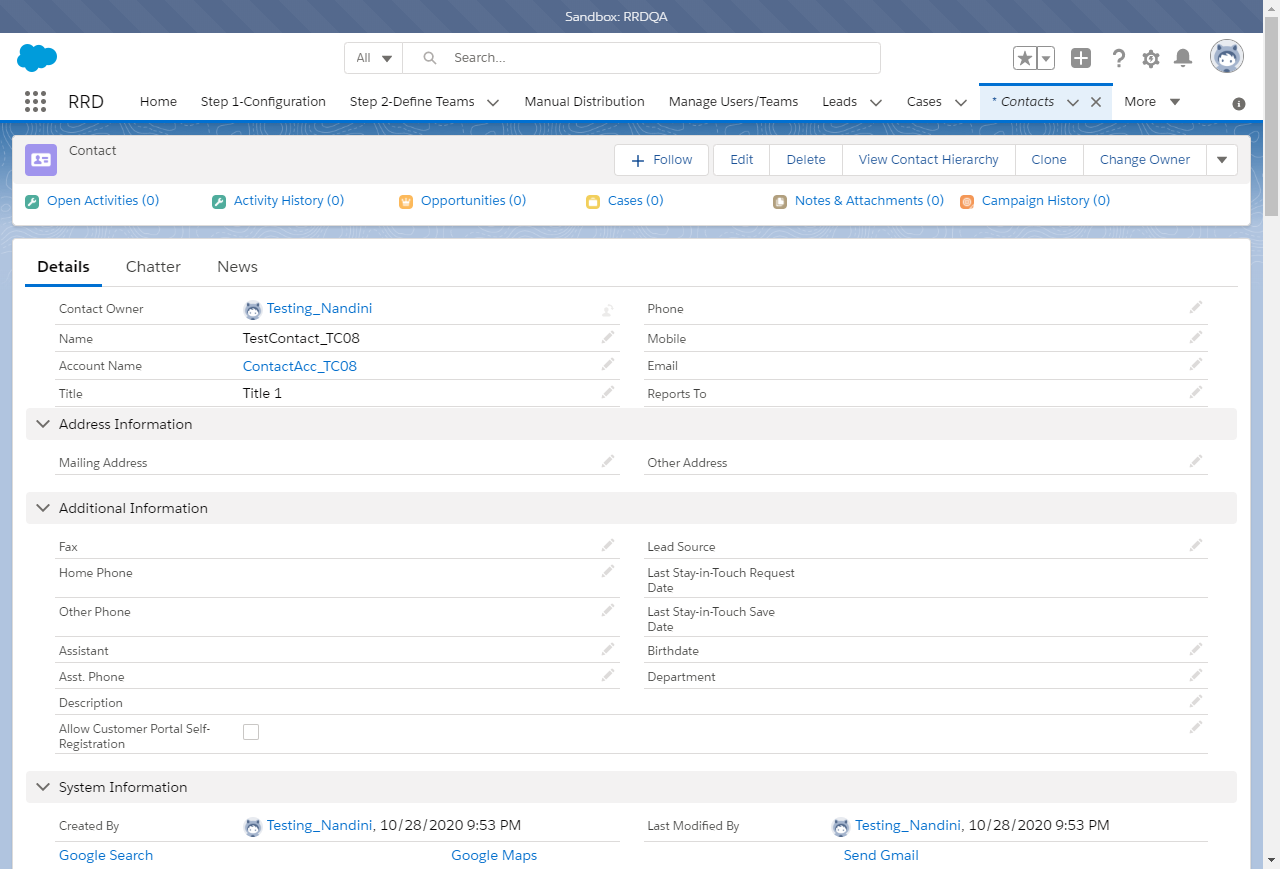 Sandbox: RRDQA
All Search...
RRD Home Step 1-Configuration Step 2-Define Teams Manual Distribution Manage Users/Teams Leads Cases * Contacts More
Contact Follow Edit Delete View Contact Hierarchy Clone Change Owner
Open Activities (0) Activity History (0) Opportunities (0) Cases (0) Notes & Attachments (0) Campaign History (0)
Details Chatter News
Contact Owner Testing_Nandini Phone
Name TestContact_TC08 Mobile
Account Name ContactAcc_TC08 Email
Title Title 1 Reports To
Address Information
Mailing Address Other Address
Additional Information
Fax Lead Source
Home Phone Last Stay-in-Touch Request
Date
Other Phone Last Stay-in-Touch Save
Date
Assistant Birthdate
Asst. Phone Department
Description
Allow Customer Portal Self-
Registration
System Information
Created By Testing_Nandini, 10/28/2020 9:53 PM Last Modified By Testing_Nandini, 10/28/2020 9:53 PM
Google Search Google Maps Send Gmail